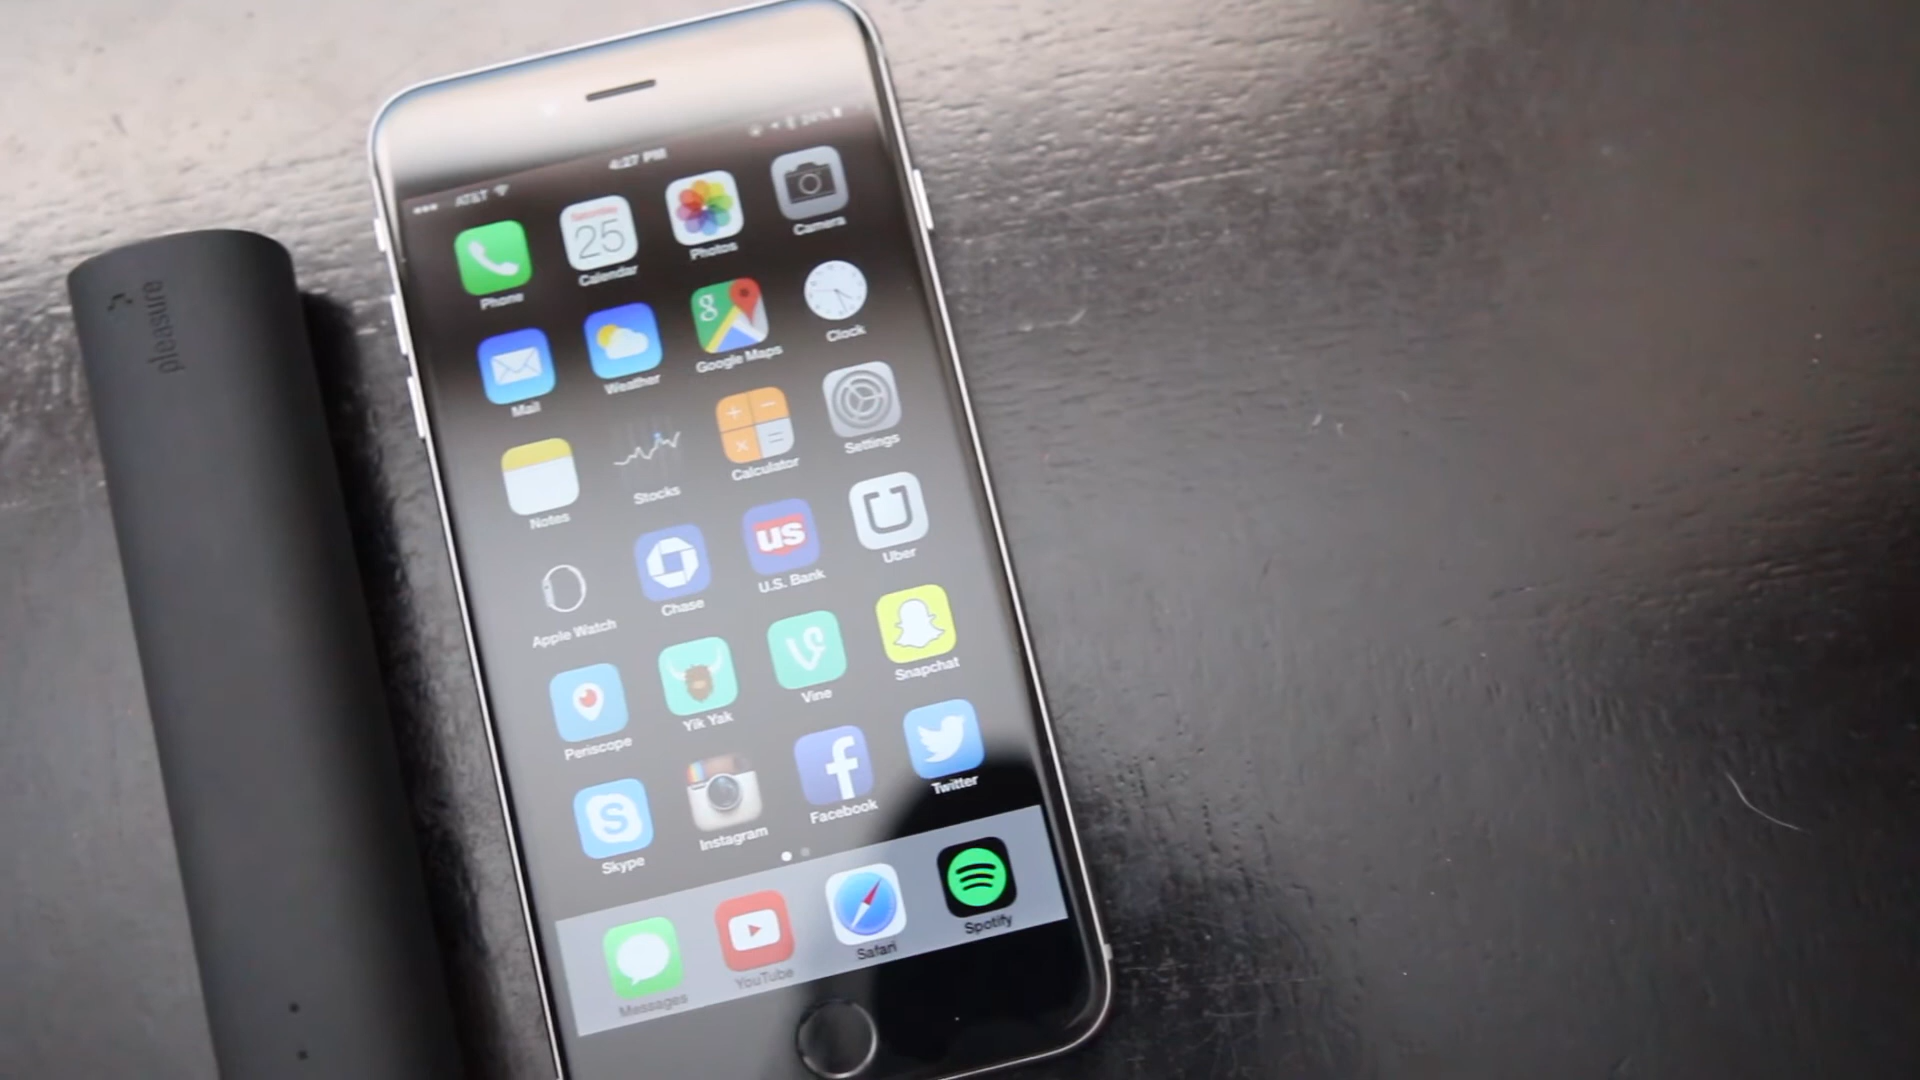 pleasure
AT&T 4:27 PM 24%
Phone
Saturday
25
Calendar
Photos
Camera
Mail
Weather
g
Google Maps
Clock
Notes
Stocks
Calculator
Settings
Apple Watch
Chase
us
U.S. Bank
Uber
Periscope
Yik Yak
Vine
Snapchat
S
Skype
Instagram
f
Facebook
Twitter
Messages
YouTube
Safari
Spotify